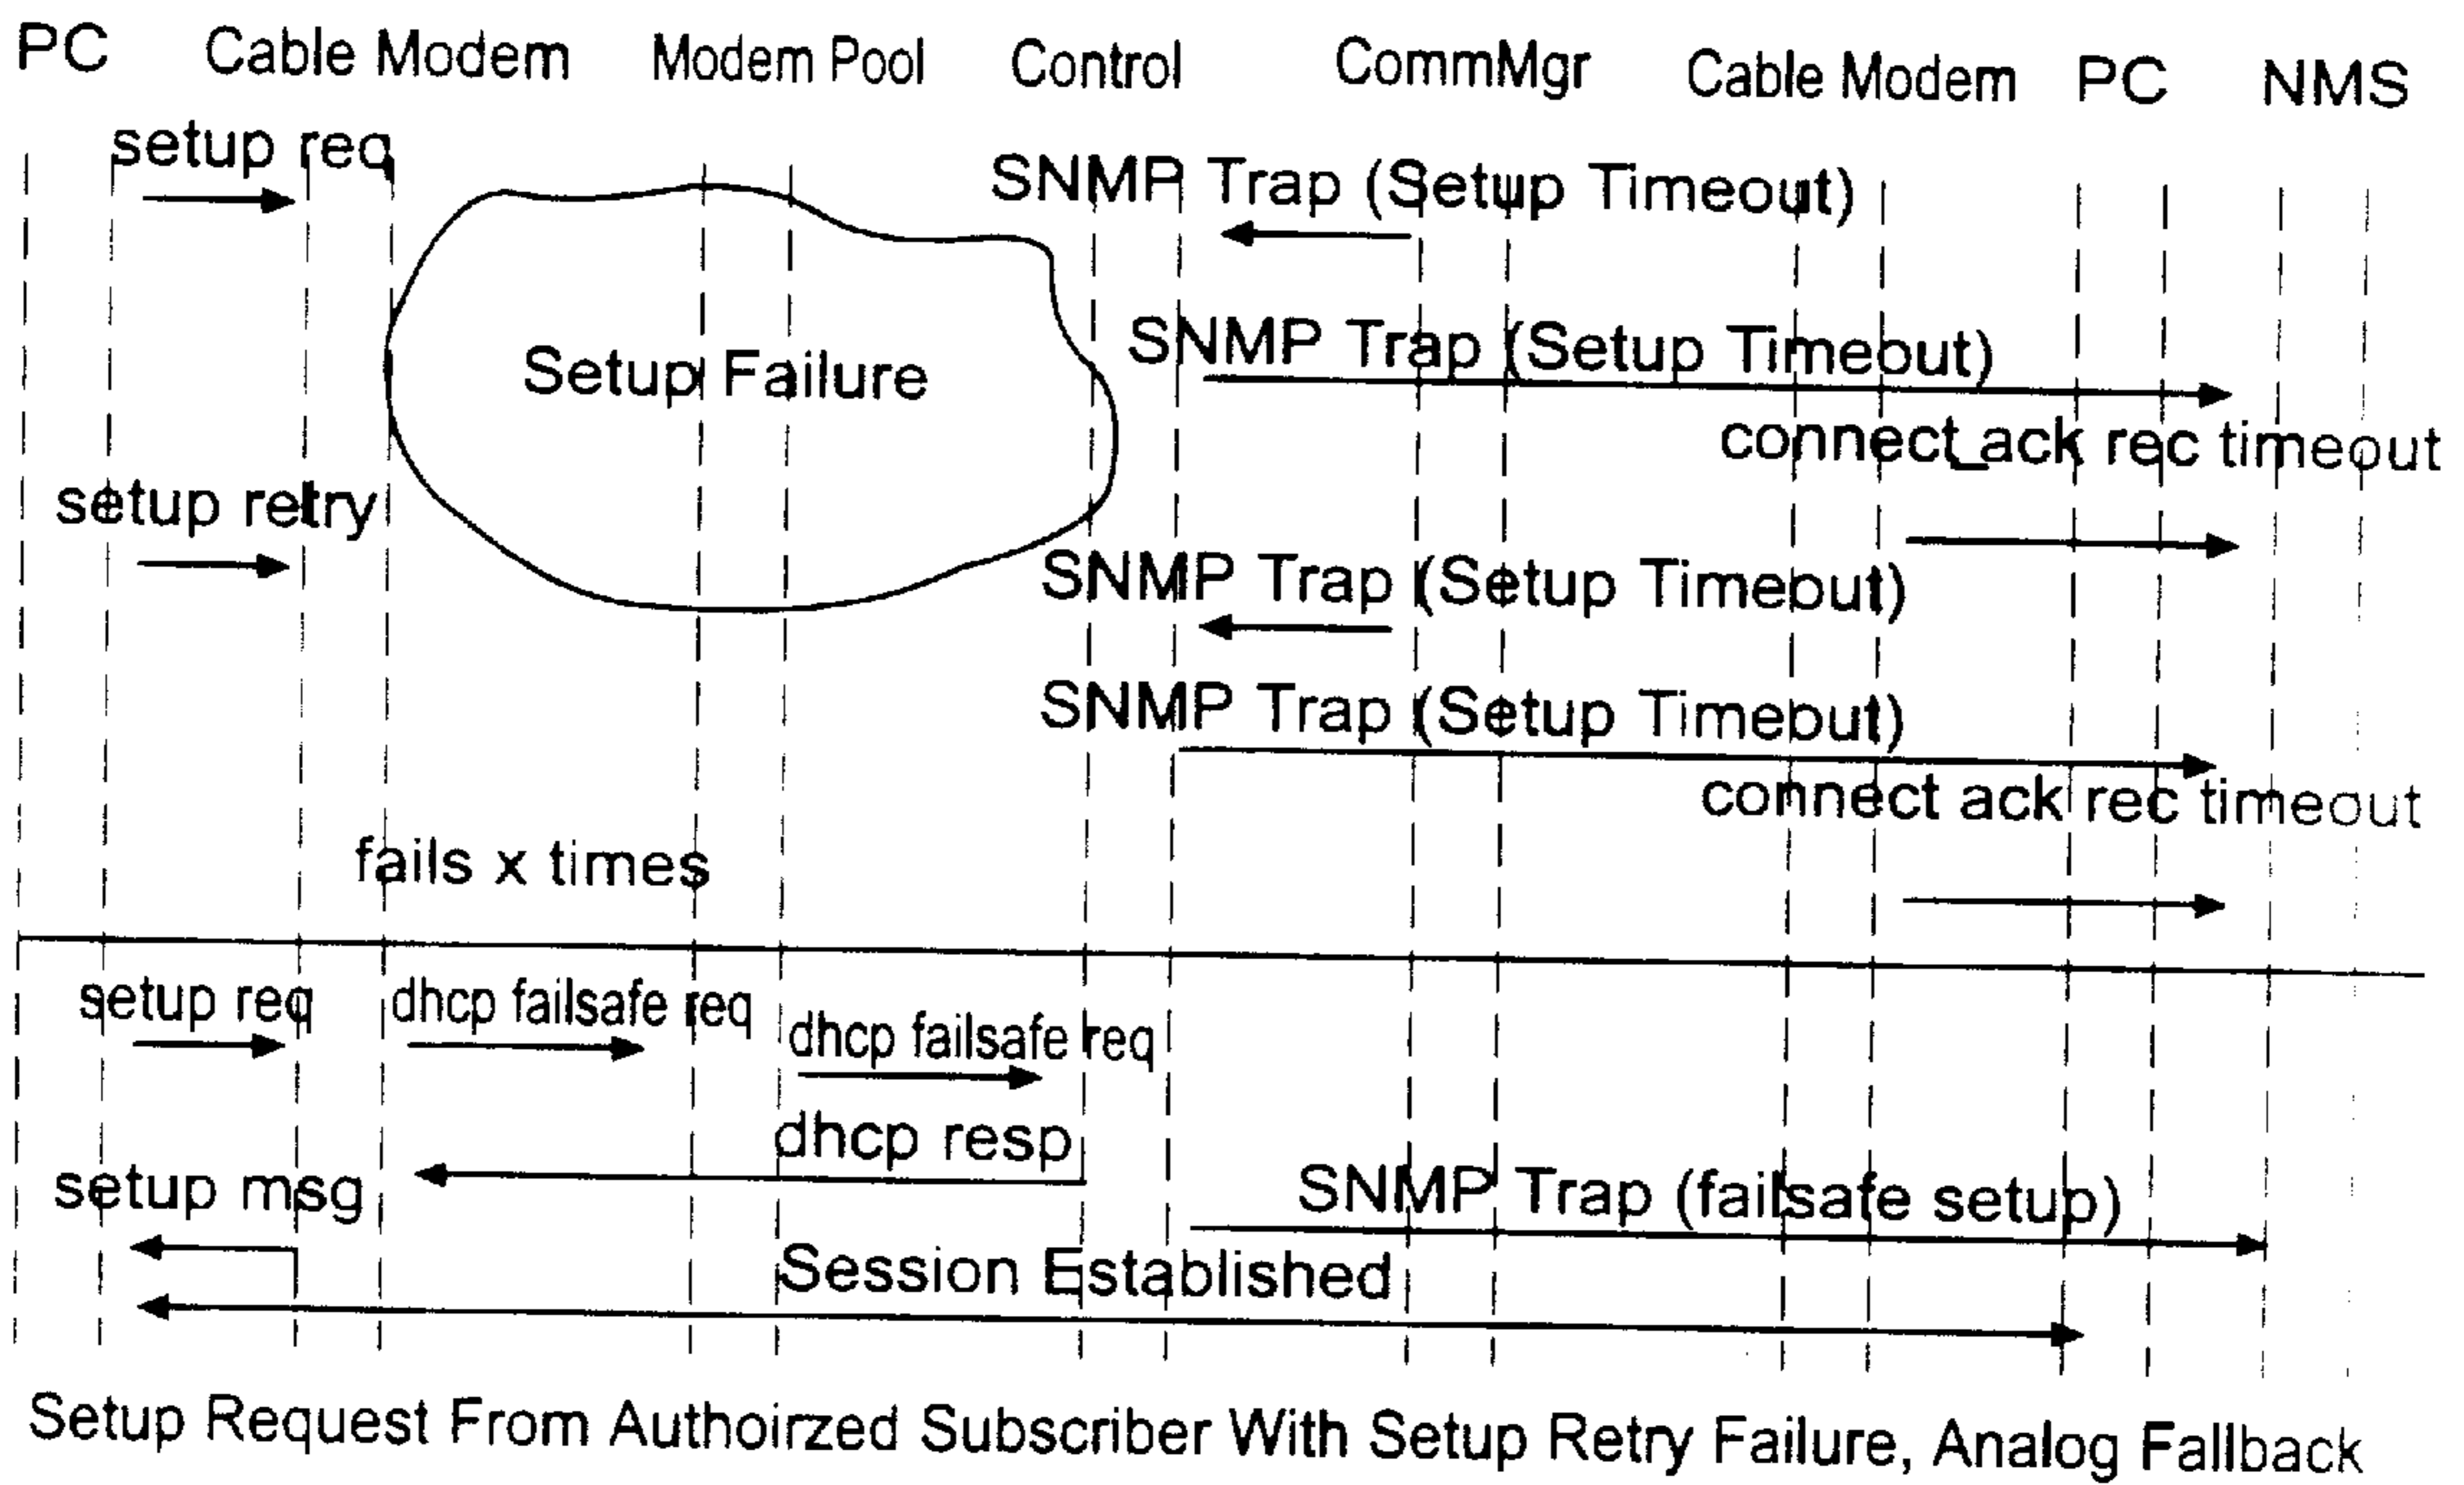 PC Cable Modem Modem Pool Control CommMgr Cable Modem PC NMS
setup req
SNMP Trap (Setup Timeout)
SNMP Trap (Setup Timeout)
Setup Failure
connect_ack rec timeout
setup retry
SNMP Trap (Setup Timeout)
SNMP Trap (Setup Timeout)
connect ack rec timeout
fails x times
setup req
dhcp failsafe req
dhcp failsafe req
dhcp resp
setup msg
SNMP Trap (failsafe setup)
Session Established
Setup Request From Authoirzed Subscriber With Setup Retry Failure, Analog Fallback